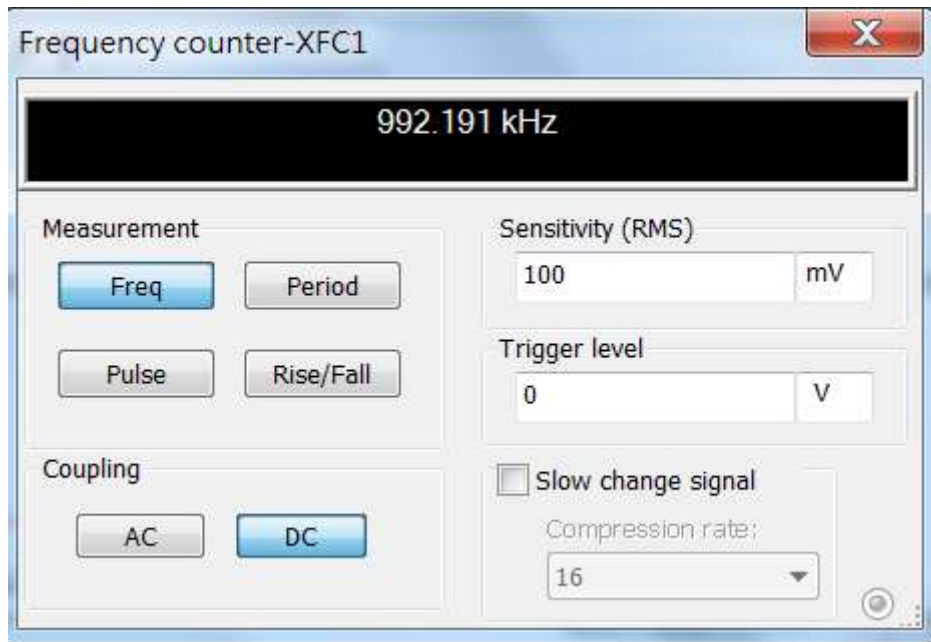 Frequency counter-XFC1
992.191 kHz
Measurement
Freq
Period
Pulse
Rise/Fall
Coupling
AC
DC
Sensitivity (RMS)
100
mV
Trigger level
0
V
Slow change signal
Compression rate:
16